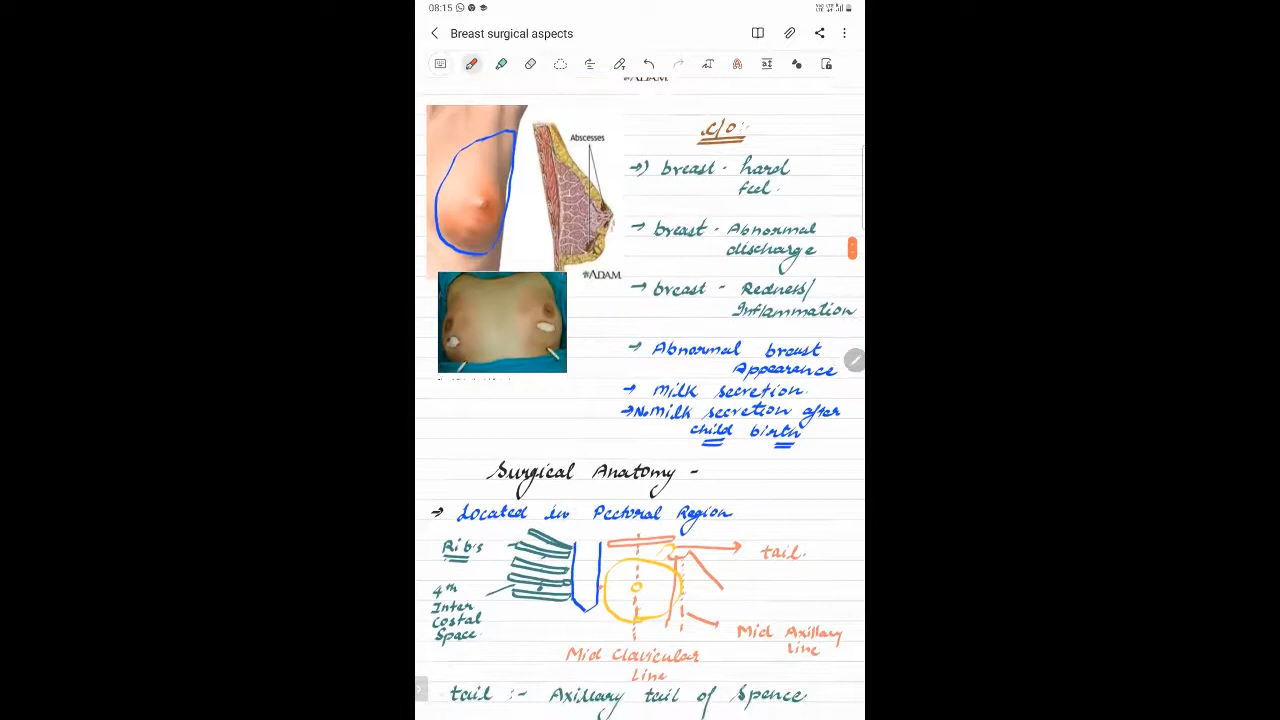 08:15
Breast surgical aspects
Abscesses
ADAM
C/O:
→) breast - hard
feel.
→ breast - Abnormal
discharge
→ breast - Redness/
Inflammation
→ Abnormal breast
Appearance
→ Milk secretion.
→ No milk secretion after
child birth
Surgical Anatomy -
→ Located in Pectoral Region
Ribs
tail.
4th
Inter
Costal
Space
Mid Axillary
Line
Mid Clavicular
Line
tail :- Axillary tail of Spence